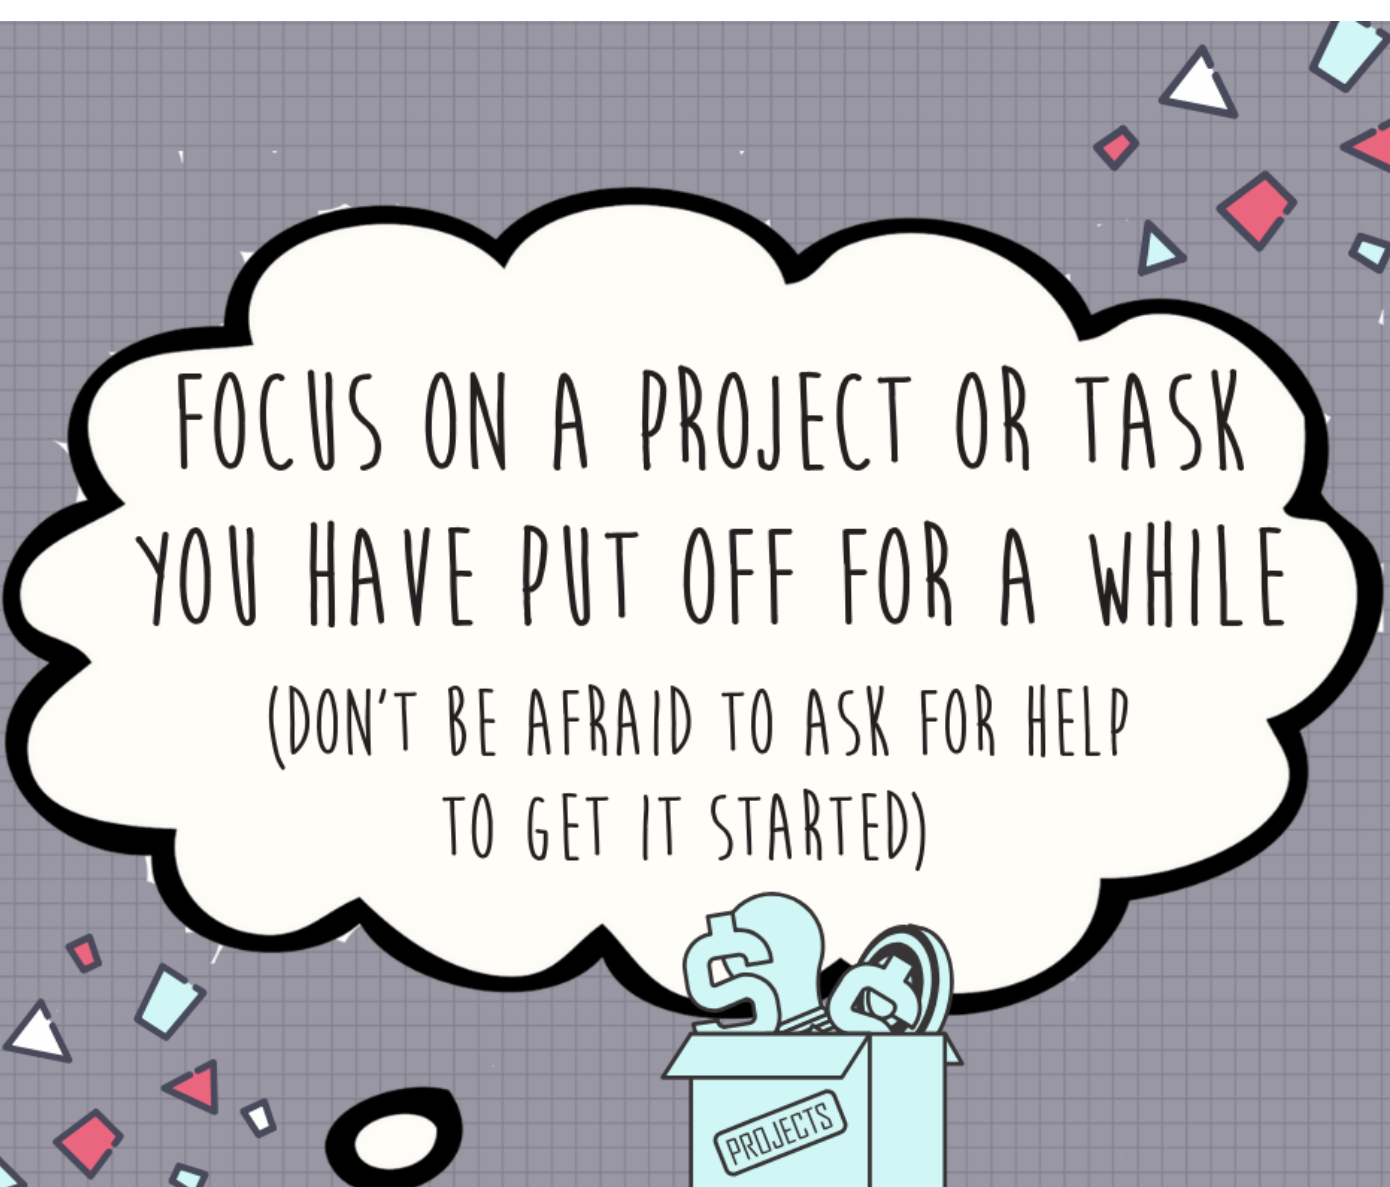 FOCUS ON A PROJECT OR TASK
YOU HAVE PUT OFF FOR A WHILE
(DON'T BE AFRAID TO ASK FOR HELP
TO GET IT STARTED)
PROJECTS